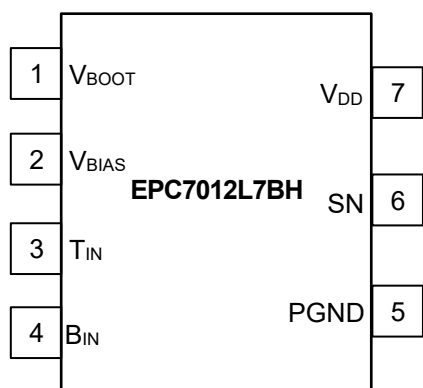 1 VBOOT
VDD 7
2 VBIAS
EPC7012L7BH
SN 6
3 TIN
PGND 5
4 BIN